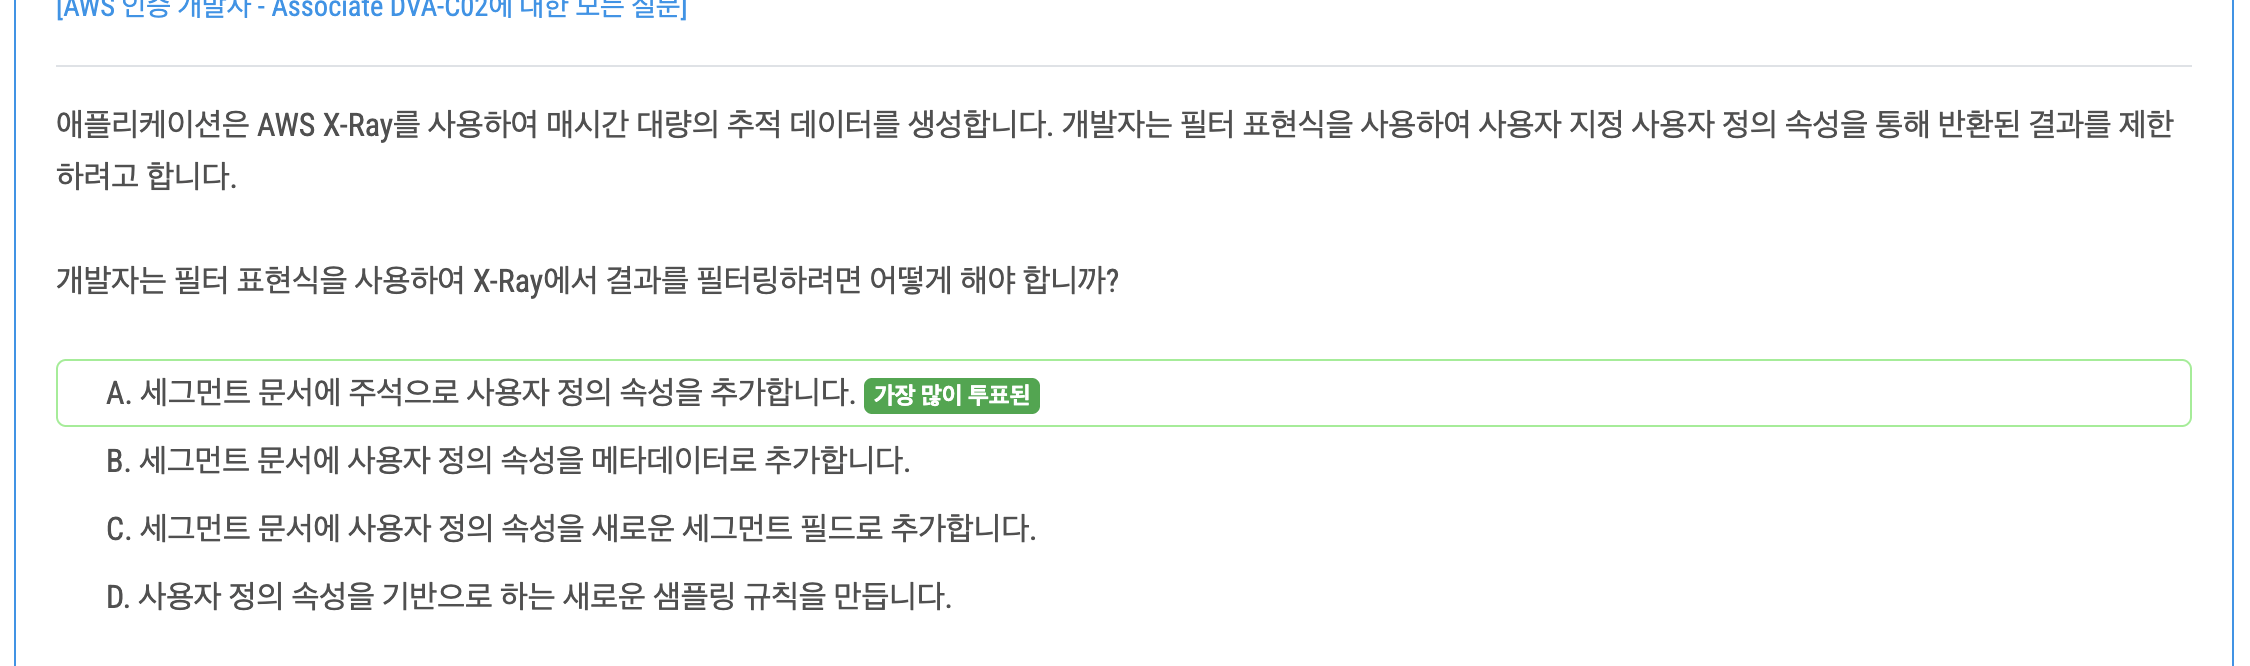 [AWS 인증 개발자 - Associate DVA-C02에 대한 모든 질문]
애플리케이션은 AWS X-Ray를 사용하여 매시간 대량의 추적 데이터를 생성합니다. 개발자는 필터 표현식을 사용하여 사용자 지정 사용자 정의 속성을 통해 반환된 결과를 제한
하려고 합니다.
개발자는 필터 표현식을 사용하여 X-Ray에서 결과를 필터링하려면 어떻게 해야 합니까?
A. 세그먼트 문서에 주석으로 사용자 정의 속성을 추가합니다. 가장 많이 투표된
B. 세그먼트 문서에 사용자 정의 속성을 메타데이터로 추가합니다.
C. 세그먼트 문서에 사용자 정의 속성을 새로운 세그먼트 필드로 추가합니다.
D. 사용자 정의 속성을 기반으로 하는 새로운 샘플링 규칙을 만듭니다.